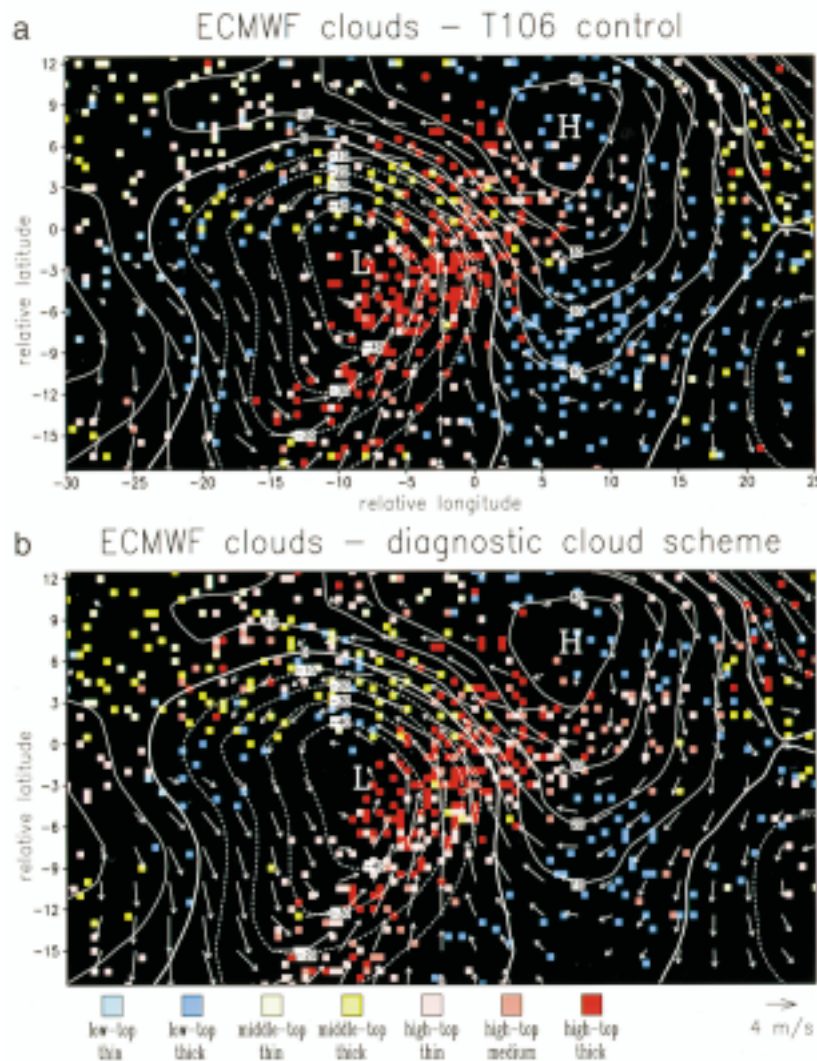 a
ECMWF clouds – T106 control
12
9
6
3
0
−3
−6
−9
−12
−15
relative latitude
H
L
−30 −25 −20 −15 −10 −5 0 5 10 15 20 25
relative longitude
b
ECMWF clouds – diagnostic cloud scheme
12
9
6
3
0
−3
−6
−9
−12
−15
relative latitude
H
L
low-top thin
low-top thick
middle-top thin
middle-top thick
high-top thin
high-top medium
high-top thick
4 m/s